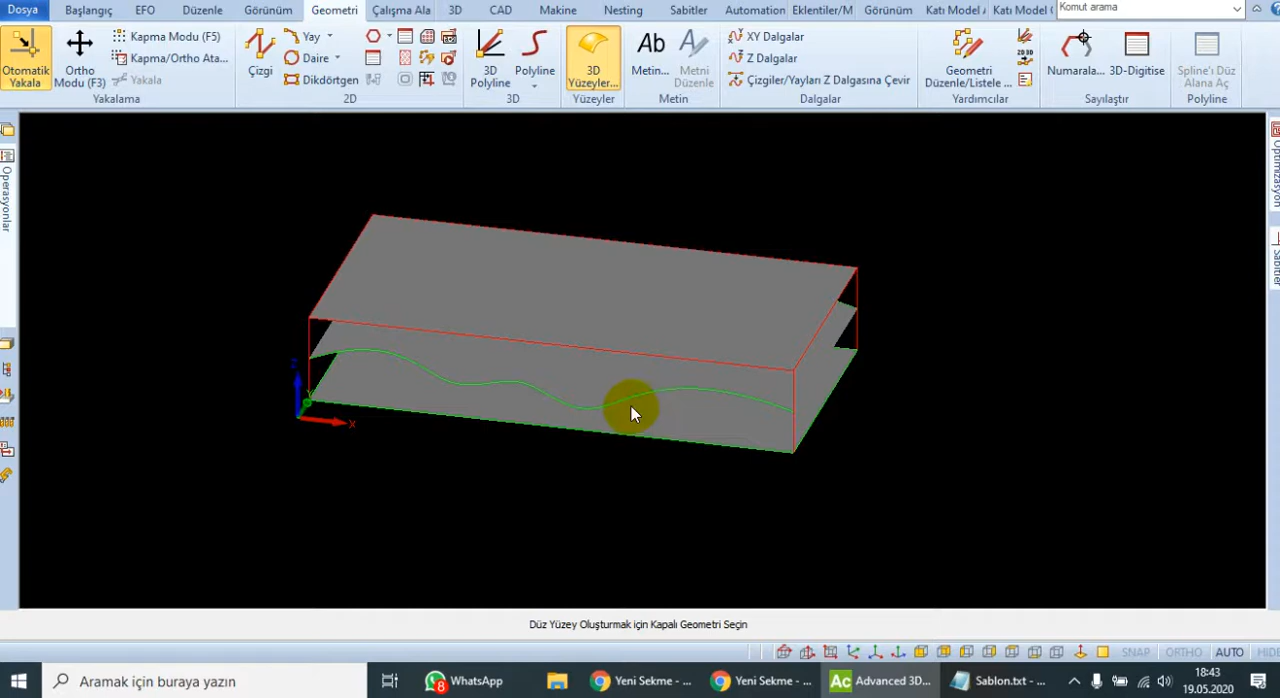 Dosya Başlangıç EFO Düzenle Görünüm Geometri Çalışma Ala 3D CAD Makine Nesting Sabitler Automation Eklentiler/M Görünüm Katı Model A Katı Model Komut arama
Otomatik Yakala
Ortho Modu (F3)
Kapma Modu (F5)
Kapma/Ortho Ata...
Yakala
Yakalama
Çizgi
Yay
Daire
Dikdörtgen
2D
3D Polyline
Polyline
3D
3D Yüzeyler...
Yüzeyler
Ab
Metin...
A
Metni Düzenle
Metin
XY Dalgalar
Z Dalgalar
Çizgiler/Yayları Z Dalgasına Çevir
Dalgalar
Geometri Düzenle/Listele ...
Yardımcılar
Numarala...
3D-Digitise
Sayılaştır
Spline'ı Düz Alana Aç
Polyline
Operasyonlar
Optimizasyon
Sabitler
Z
Y
X
Düz Yüzey Oluşturmak için Kapalı Geometri Seçin
SNAP ORTHO AUTO HIDE
Aramak için buraya yazın
8 WhatsApp
Yeni Sekme - ...
Yeni Sekme - ...
Ac Advanced 3D...
Sablon.txt - ...
18:43
19.05.2020